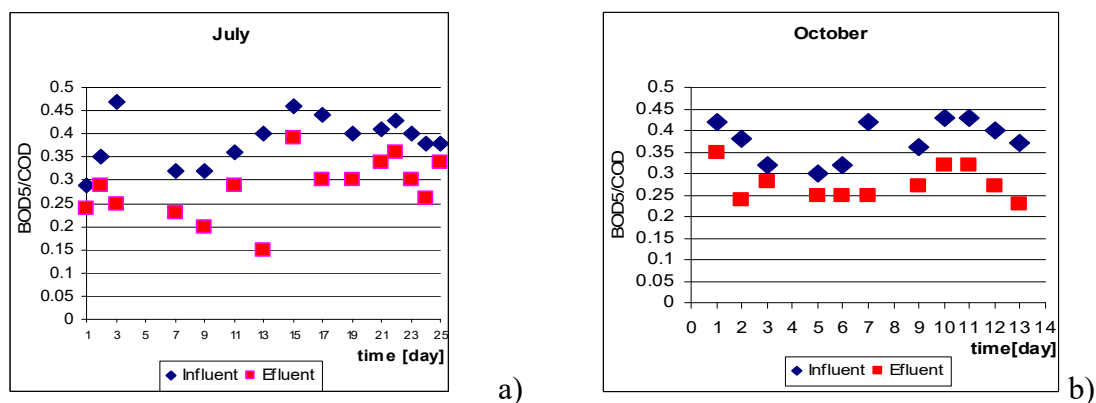 July
BOD5/COD
0.5
0.45
0.4
0.35
0.3
0.25
0.2
0.15
0.1
0.05
0
1 3 5 7 9 11 13 15 17 19 21 23 25
time [day]
Influent Efluent
a)
October
BOD5/COD
0.5
0.45
0.4
0.35
0.3
0.25
0.2
0.15
0.1
0.05
0
0 1 2 3 4 5 6 7 8 9 10 11 12 13 14
time[day]
Influent Efluent
b)